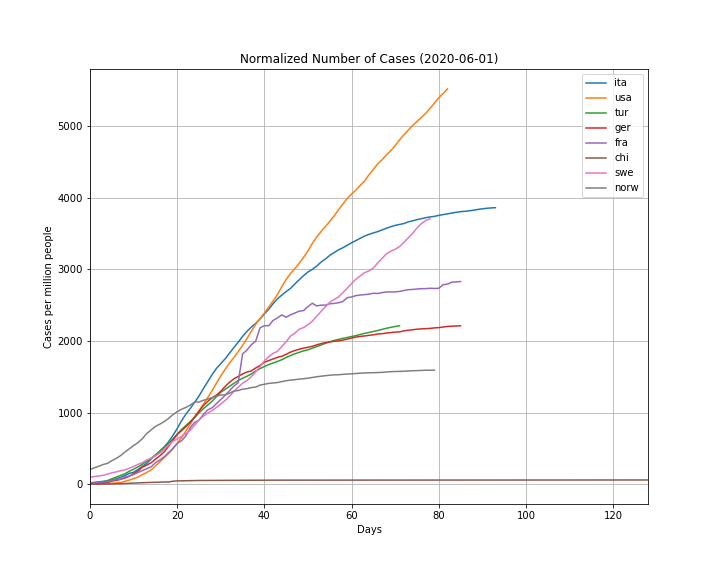 Normalized Number of Cases (2020-06-01)
ita
usa
tur
ger
fra
chi
swe
norw
Cases per million people
5000
4000
3000
2000
1000
0
0 20 40 60 80 100 120
Days